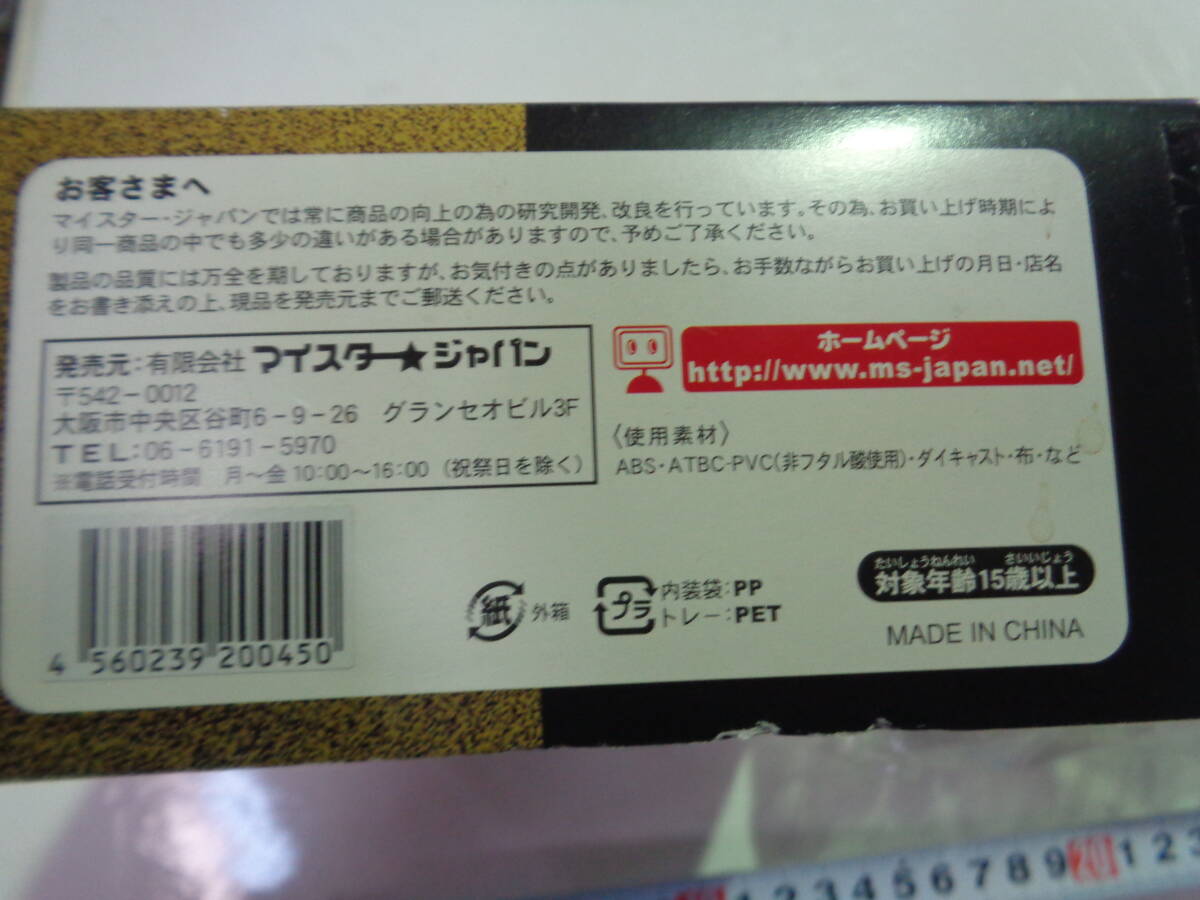 お客さまへ
マイスター・ジャパンでは常に商品の向上の為の研究開発、改良を行っています。その為、お買い上げ時期によ
り同一商品の中でも多少の違いがある場合がありますので、予めご了承ください。
製品の品質には万全を期しておりますが、お気付きの点がありましたら、お手数ながらお買い上げの月日・店名
をお書き添えの上、現品を発売元までご郵送ください。
発売元:有限会社 マイスター★ジャパン
〒542-0012
大阪市中央区谷町6-9-26 グランセオビル3F
TEL:06-6191-5970
※電話受付時間 月~金 10:00~16:00 (祝祭日を除く)
ホームページ
http://www.ms-japan.net/
〈使用素材〉
ABS・ATBC-PVC(非フタル酸使用)・ダイキャスト・布・など
4 560239 200450
紙 外箱
プラ 内装袋:PP
トレー:PET
たいしょうねんれい さいいじょう
対象年齢15歳以上
MADE IN CHINA
1 2 3 4 5 6 7 8 9 20 1 2 3